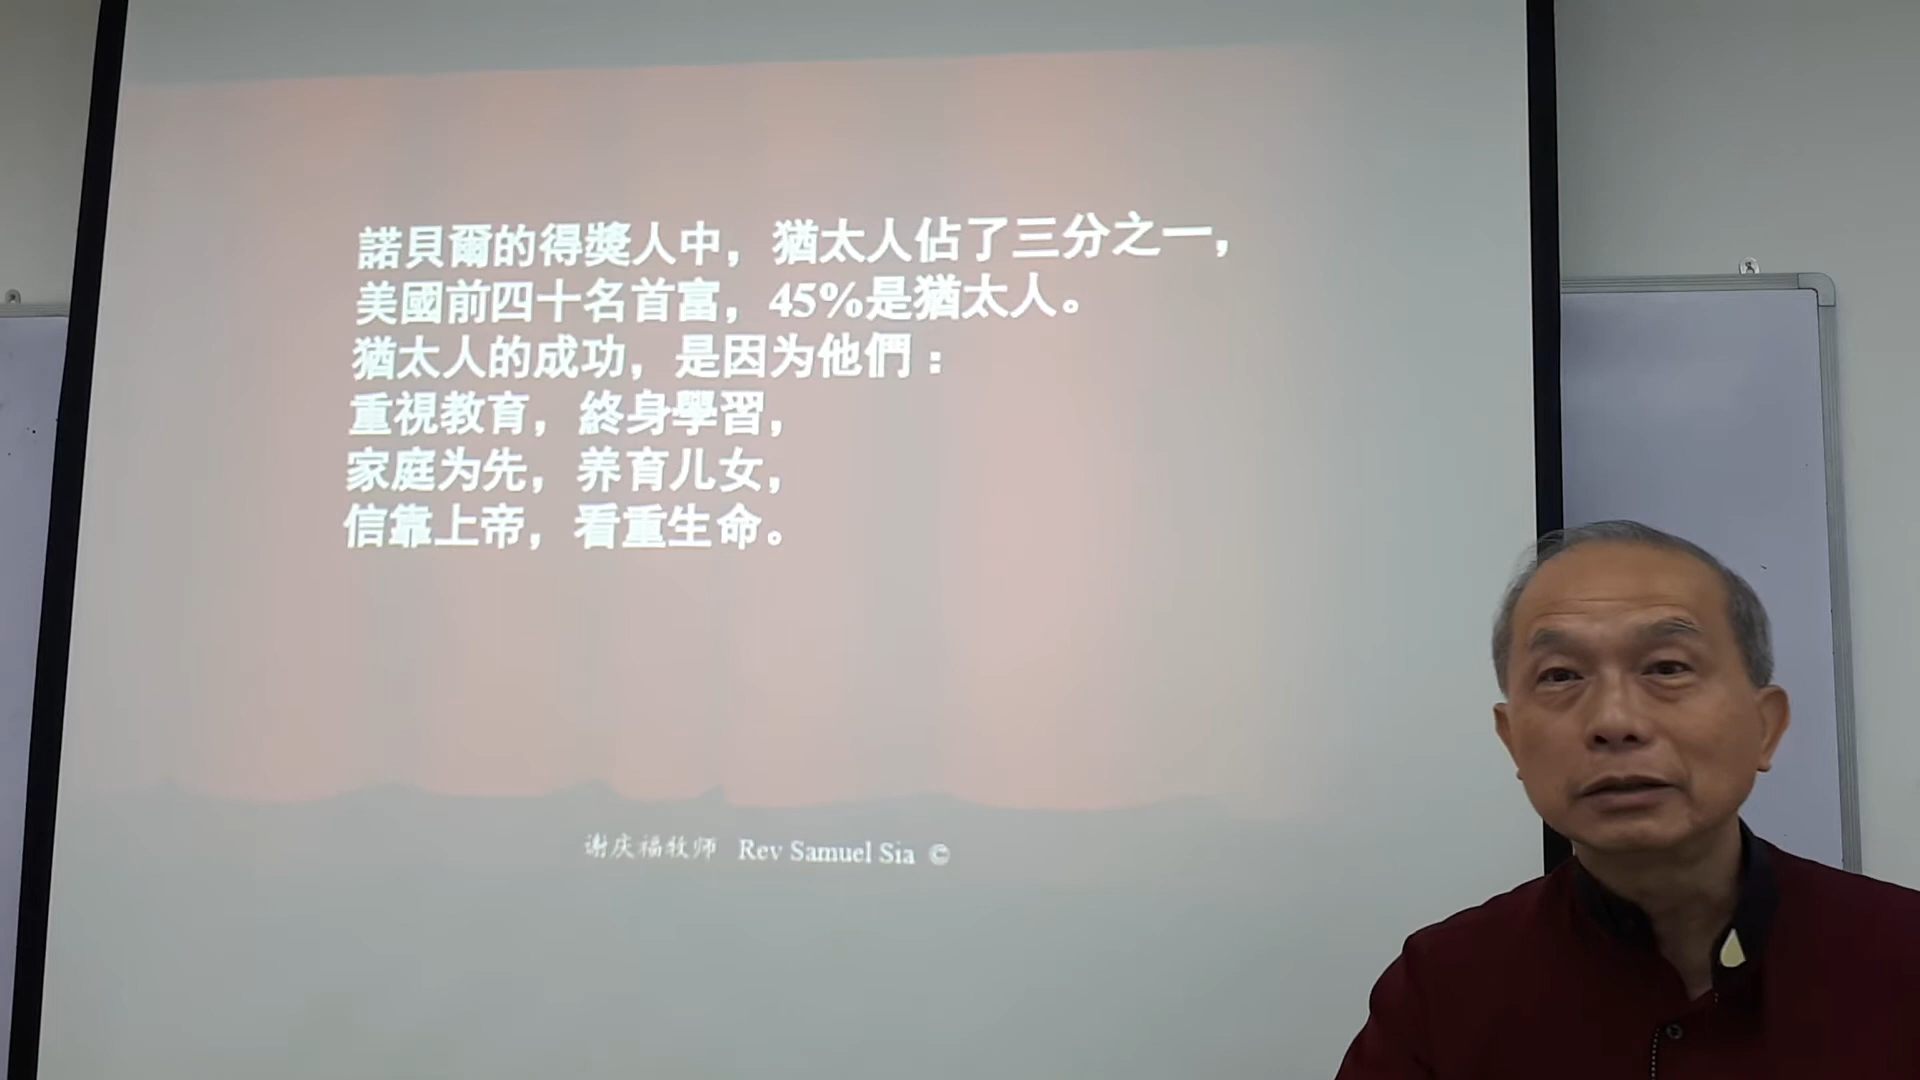 諾貝爾的得獎人中，猶太人佔了三分之一，
美國前四十名首富，45%是猶太人。
猶太人的成功，是因为他們：
重視教育，終身學習，
家庭为先，养育儿女，
信靠上帝，看重生命。
谢庆福牧师 Rev Samuel Sia ©